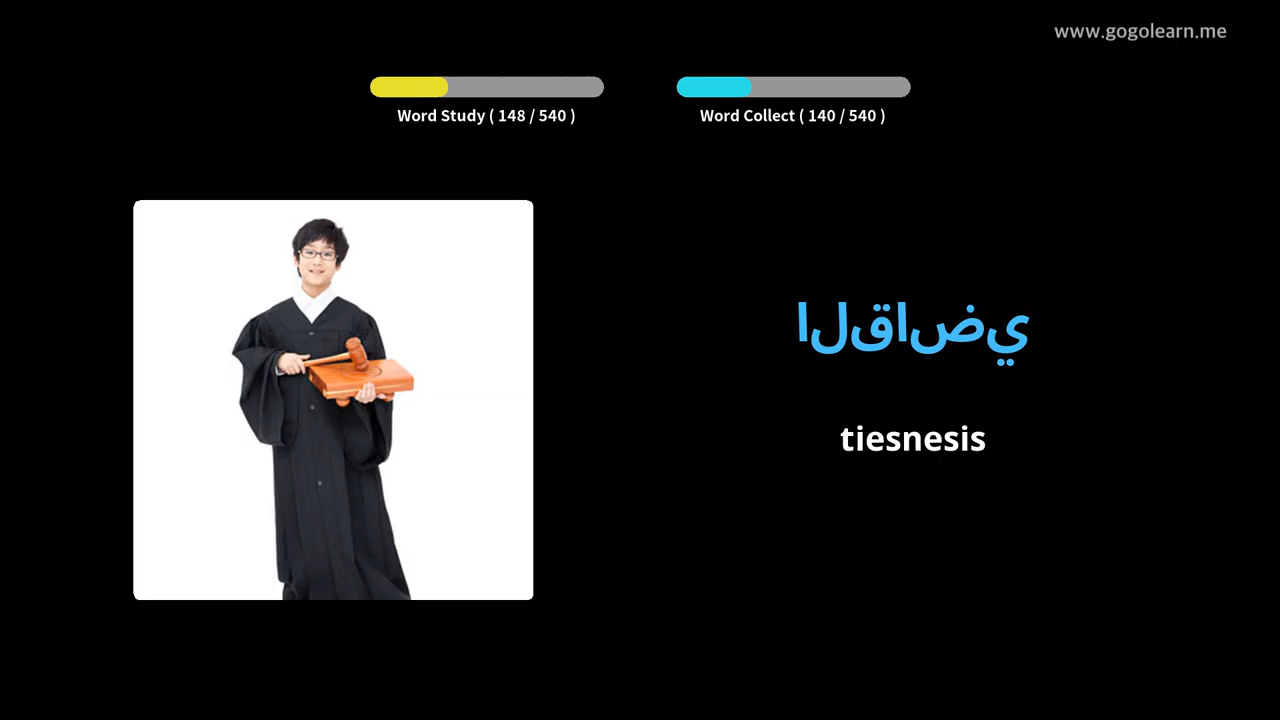 www.gogolearn.me
Word Study ( 148 / 540 )
Word Collect ( 140 / 540 )
القاضي
tiesnesis